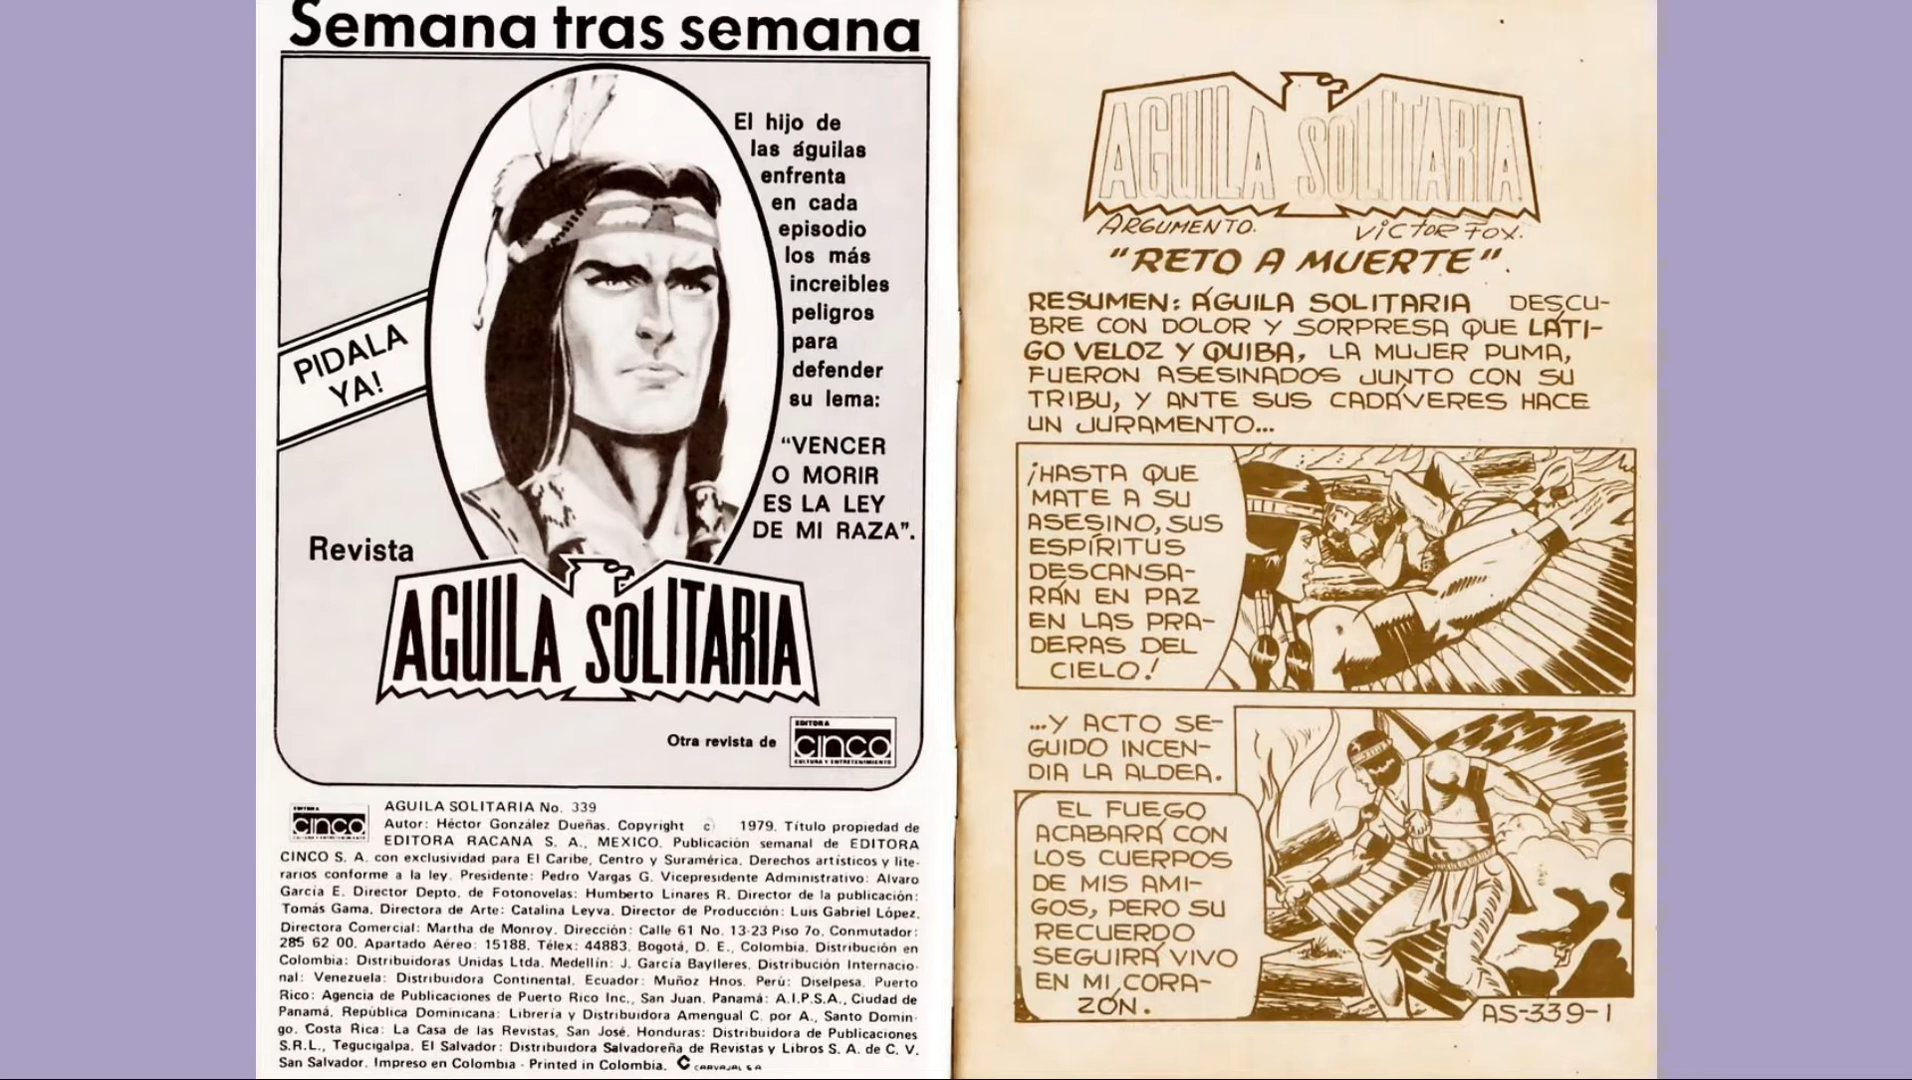 Semana tras semana
El hijo de
las águilas
enfrenta
en cada
episodio
los más
increibles
peligros
para
defender
su lema:
“VENCER
O MORIR
ES LA LEY
DE MI RAZA”.
PIDALA
YA!
Revista
AGUILA SOLITARIA
Otra revista de
EDITORA
CINCO
CULTURA Y ENTRETENIMIENTO
EDITORA
CINCO
AGUILA SOLITARIA No. 339
Autor: Héctor González Dueñas. Copyright c 1979. Título propiedad de
EDITORA RACANA S. A., MEXICO. Publicación semanal de EDITORA
CINCO S. A. con exclusividad para El Caribe, Centro y Suramérica. Derechos artísticos y lite-
rarios conforme a la ley. Presidente: Pedro Vargas G. Vicepresidente Administrativo: Alvaro
García E. Director Depto. de Fotonovelas: Humberto Linares R. Director de la publicación:
Tomás Gama. Directora de Arte: Catalina Leyva. Director de Producción: Luis Gabriel López.
Directora Comercial: Martha de Monroy. Dirección: Calle 61 No. 13-23 Piso 7o. Conmutador:
285 62 00. Apartado Aéreo: 15188. Télex: 44883. Bogotá, D. E., Colombia. Distribución en
Colombia: Distribuidoras Unidas Ltda. Medellín: J. García Baylleres. Distribución Internacio-
nal: Venezuela: Distribuidora Continental. Ecuador: Muñoz Hnos. Perú: Diselpesa. Puerto
Rico: Agencia de Publicaciones de Puerto Rico Inc., San Juan. Panamá: A.I.P.S.A., Ciudad de
Panamá. República Dominicana: Librería y Distribuidora Amengual C. por A., Santo Domin-
go. Costa Rica: La Casa de las Revistas, San José. Honduras: Distribuidora de Publicaciones
S.R.L., Tegucigalpa. El Salvador: Distribuidora Salvadoreña de Revistas y Libros S. A. de C. V.
San Salvador. Impreso en Colombia - Printed in Colombia. CARVAJAL S A
AGUILA SOLITARIA
ARGUMENTO. VICTOR FOX.
"RETO A MUERTE".
RESUMEN: ÁGUILA SOLITARIA DESCU-
BRE CON DOLOR Y SORPRESA QUE LÁTI-
GO VELOZ Y QUIBA, LA MUJER PUMA,
FUERON ASESINADOS JUNTO CON SU
TRIBU, Y ANTE SUS CADÁVERES HACE
UN JURAMENTO...
¡HASTA QUE
MATE A SU
ASESINO, SUS
ESPÍRITUS
DESCANSA-
RÁN EN PAZ
EN LAS PRA-
DERAS DEL
CIELO!
...Y ACTO SE-
GUIDO INCEN-
DIA LA ALDEA.
EL FUEGO
ACABARÁ CON
LOS CUERPOS
DE MIS AMI-
GOS, PERO SU
RECUERDO
SEGUIRÁ VIVO
EN MI CORA-
ZÓN.
AS-339-1